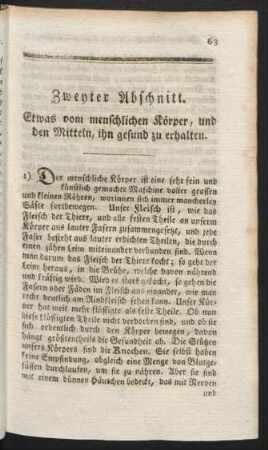 63
Zweyter Abschnitt.
Etwas vom menschlichen Körper, und
den Mitteln, ihn gesund zu erhalten.
1) Der menschliche Körper ist eine sehr fein und
künstlich gemachte Maschine voller grossen
und kleinen Röhren, worinnen sich immer mancherley
Säfte fortbewegen. Unser Fleisch ist, wie das
Fleisch der Thiere, und alle festen Theile an unserm
Körper aus lauter Fasern zusammengesetzt, und jede
Faser besteht aus lauter erdichten Theilen, die durch
einen zähen Leim miteinander verbunden sind. Wenn
man darum das Fleisch der Thiere kocht; so geht der
Leim heraus, in die Brühe, welche davon nährend
und kräftig wird. Wird es stark gekocht, so gehen die
Fasern oder Fäden im Fleisch aus einander, wie man
recht deutlich am Rindfleisch sehen kann. Unser Kör-
per hat weit mehr flüssigte als feste Theile. Ob nun
diese flüssigten Theile nicht verdorben sind, und ob sie
sich ordentlich durch den Körper bewegen, davon
hängt größtentheils die Gesundheit ab. Die Stützen
unsers Körpers sind die Knochen. Sie selbst haben
keine Empfindung, obgleich eine Menge von Blutge-
fässen durchlaufen, um sie zu nähren. Aber sie sind
mit einem dünnen Häutchen bedeckt, das mit Nerven
und